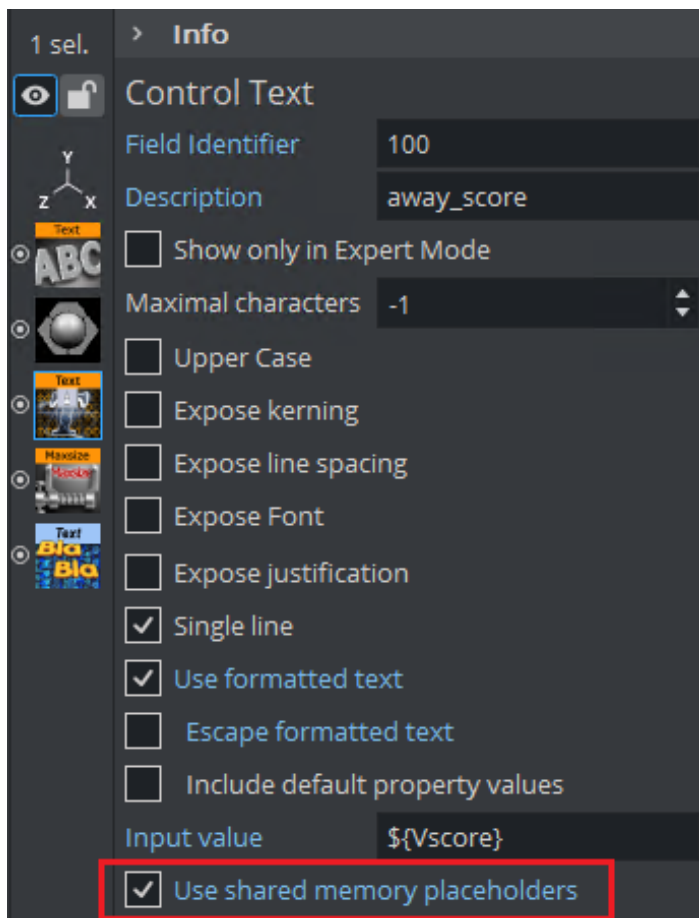 1 sel.
Info
Control Text
Field Identifier 100
Description away_score
Show only in Expert Mode
Maximal characters -1
Upper Case
Expose kerning
Expose line spacing
Expose Font
Expose justification
Single line
Use formatted text
Escape formatted text
Include default property values
Input value ${Vscore}
Use shared memory placeholders
Y
Z X
Text
ABC
Text
Maxsize
Maxsize
Text
Bla
Bla